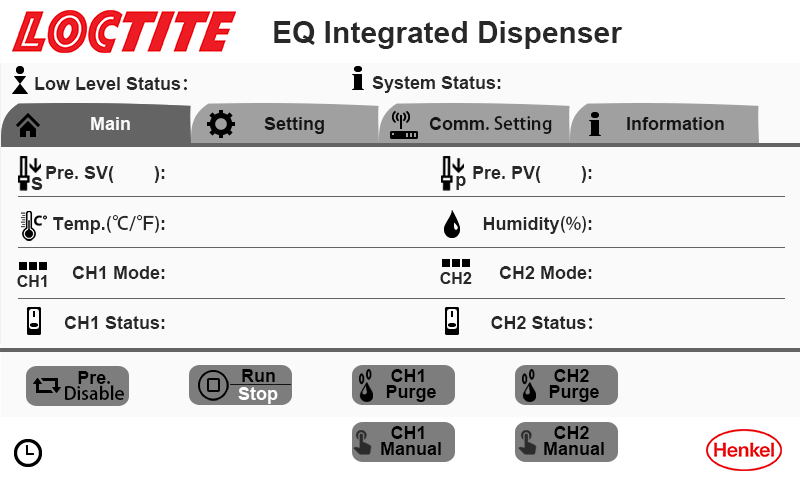 LOCTITE EQ Integrated Dispenser
Low Level Status: System Status:
Main Setting Comm. Setting Information
S Pre. SV( ): p Pre. PV( ):
C° Temp.(℃/℉): Humidity(%):
CH1 CH1 Mode: CH2 CH2 Mode:
CH1 Status: CH2 Status:
Pre.
Disable
Run
Stop
CH1
Purge
CH2
Purge
CH1
Manual
CH2
Manual
Henkel